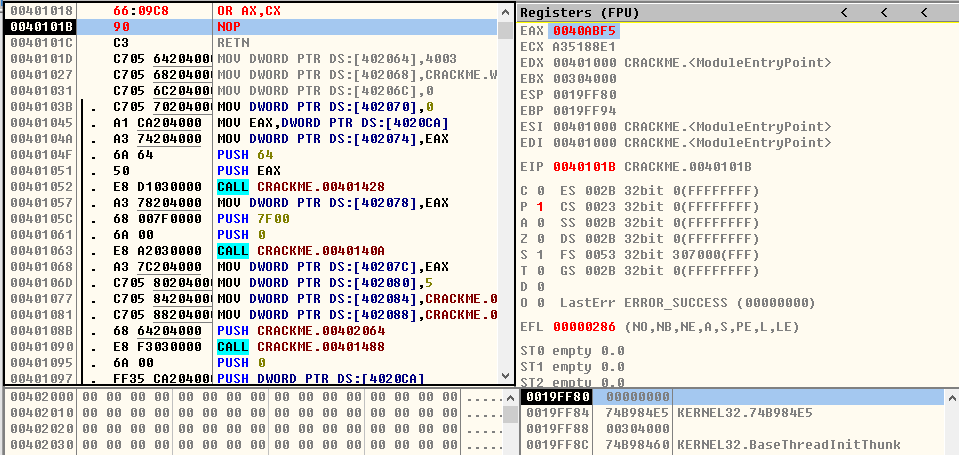 00401018 66:09C8 OR AX,CX
0040101B 90 NOP
0040101C C3 RETN
0040101D C705 64204000 MOV DWORD PTR DS:[402064],4003
00401027 C705 68204000 MOV DWORD PTR DS:[402068],CRACKME.W
00401031 C705 6C204000 MOV DWORD PTR DS:[40206C],0
0040103B . C705 70204000 MOV DWORD PTR DS:[402070],0
00401045 . A1 CA204000 MOV EAX,DWORD PTR DS:[4020CA]
0040104A . A3 74204000 MOV DWORD PTR DS:[402074],EAX
0040104F . 6A 64 PUSH 64
00401051 . 50 PUSH EAX
00401052 . E8 D1030000 CALL CRACKME.00401428
00401057 . A3 78204000 MOV DWORD PTR DS:[402078],EAX
0040105C . 68 007F0000 PUSH 7F00
00401061 . 6A 00 PUSH 0
00401063 . E8 A2030000 CALL CRACKME.0040140A
00401068 . A3 7C204000 MOV DWORD PTR DS:[40207C],EAX
0040106D . C705 80204000 MOV DWORD PTR DS:[402080],5
00401077 . C705 84204000 MOV DWORD PTR DS:[402084],CRACKME.0
00401081 . C705 88204000 MOV DWORD PTR DS:[402088],CRACKME.0
0040108B . 68 64204000 PUSH CRACKME.00402064
00401090 . E8 F3030000 CALL CRACKME.00401488
00401095 . 6A 00 PUSH 0
00401097 . FF35 CA204000 PUSH DWORD PTR DS:[4020CA]
Registers (FPU) < < <
EAX 0040ABF5
ECX A35188E1
EDX 00401000 CRACKME.<ModuleEntryPoint>
EBX 00304000
ESP 0019FF80
EBP 0019FF94
ESI 00401000 CRACKME.<ModuleEntryPoint>
EDI 00401000 CRACKME.<ModuleEntryPoint>
EIP 0040101B CRACKME.0040101B
C 0 ES 002B 32bit 0(FFFFFFFF)
P 1 CS 0023 32bit 0(FFFFFFFF)
A 0 SS 002B 32bit 0(FFFFFFFF)
Z 0 DS 002B 32bit 0(FFFFFFFF)
S 1 FS 0053 32bit 307000(FFF)
T 0 GS 002B 32bit 0(FFFFFFFF)
D 0
O 0 LastErr ERROR_SUCCESS (00000000)
EFL 00000286 (NO,NB,NE,A,S,PE,L,LE)
ST0 empty 0.0
ST1 empty 0.0
ST2 empty 0.0
00402000 00 00 00 00 00 00 00 00 00 00 00 00 00 00 00 00 .....
00402010 00 00 00 00 00 00 00 00 00 00 00 00 00 00 00 00 .....
00402020 00 00 00 00 00 00 00 00 00 00 00 00 00 00 00 00 .....
00402030 00 00 00 00 00 00 00 00 00 00 00 00 00 00 00 00 .....
0019FF80 00000000
0019FF84 74B984E5 KERNEL32.74B984E5
0019FF88 00304000
0019FF8C 74B98460 KERNEL32.BaseThreadInitThunk